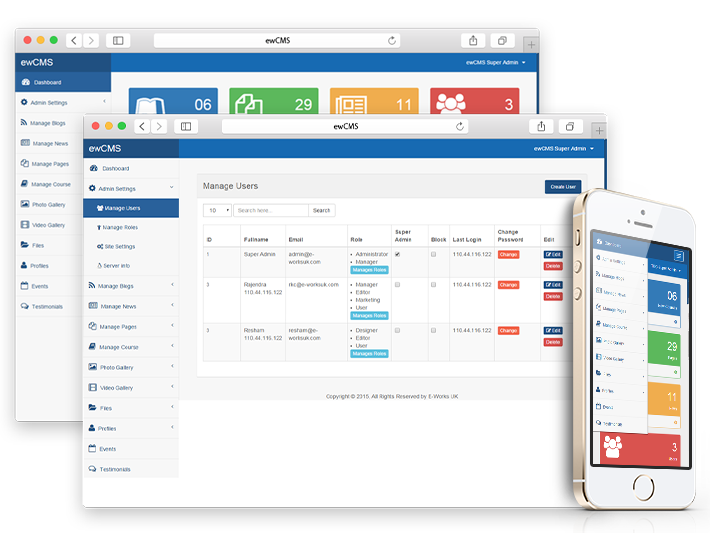 ewCMS
ewCMS
ewCMS Super Admin
Dashboard
Admin Settings
Manage Blogs
Manage News
Manage Pages
Manage Course
Photo Gallery
Video Gallery
Files
Profiles
Events
Testimonials
06
29
11
3
ewCMS
ewCMS
ewCMS Super Admin
Dashboard
Admin Settings
Manage Users
Manage Roles
Site Settings
Server info
Manage Blogs
Manage News
Manage Pages
Manage Course
Photo Gallery
Video Gallery
Files
Profiles
Events
Testimonials
Manage Users
Create User
10
Search here...
Search
ID Fullname Email Role Super Admin Block Last Login Change Password Edit
1 Super Admin admin@e-worksuk.com
• Administrator
• Manager
Manage Roles
110.44.116.122 Change Edit
Delete
3 Rajendra 110.44.116.122 rkc@e-worksuk.com
• Manager
• Editor
• Marketing
• User
Manage Roles
110.44.116.122 Change Edit
Delete
3 Resham 110.44.116.122 resham@e-worksuk.com
• Designer
• Editor
• User
Manage Roles
110.44.116.122 Change Edit
Delete
Copyright © 2015. All Rights Reserved by E-Works UK
Dashboard
Admin Settings
Manage Blogs
Manage News
Manage Pages
Manage Course
Photo Gallery
Video Gallery
Files
Profiles
Events
Testimonials
06
29
11
3